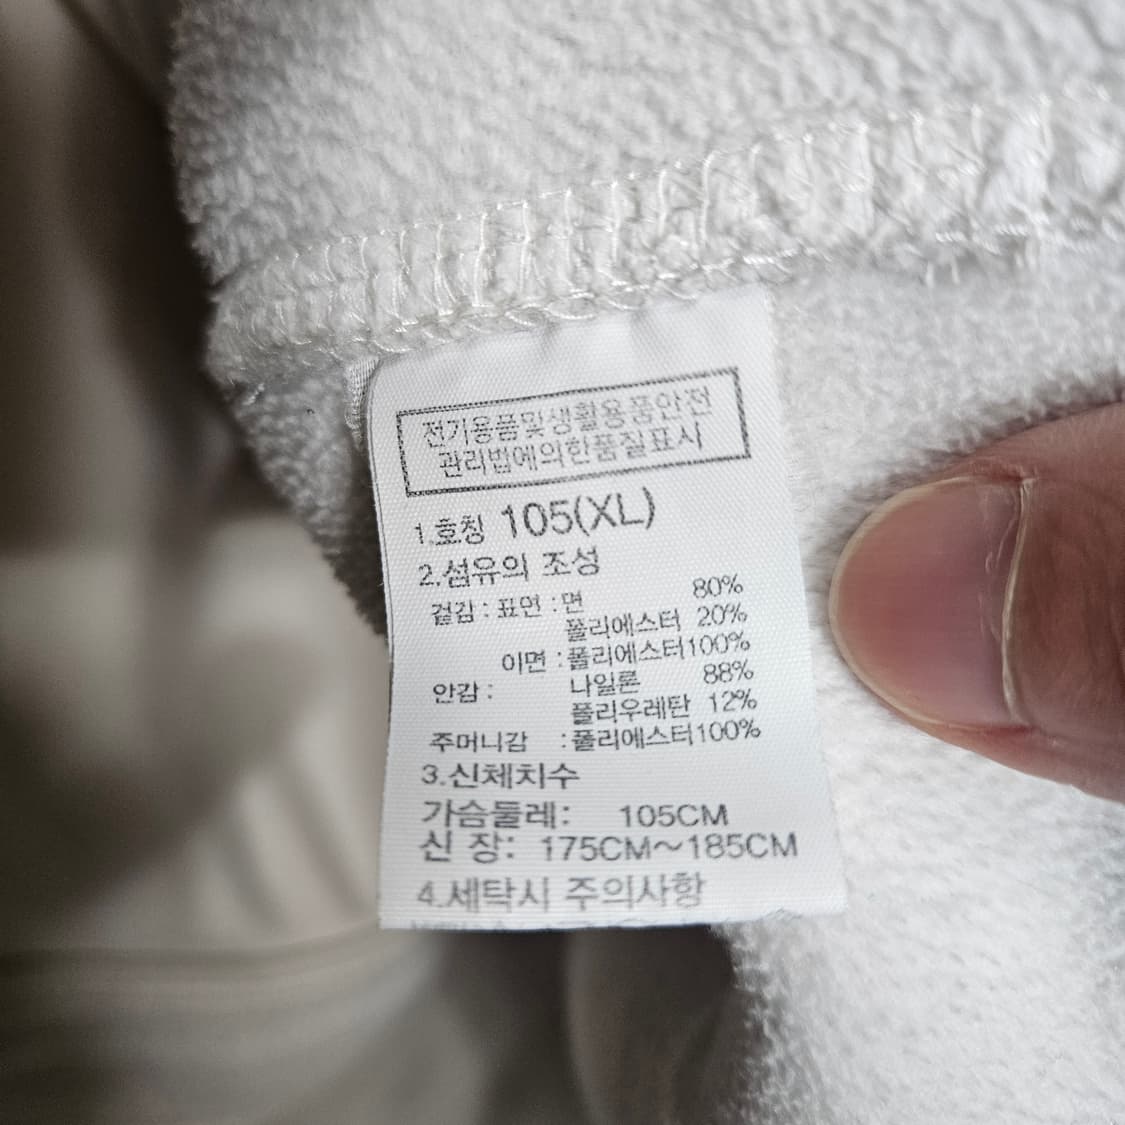 전기용품및생활용품안전
관리법에의한품질표시
1.호칭 105(XL)
2.섬유의 조성
겉감 : 표면 : 면 80%
폴리에스터 20%
이면 : 폴리에스터100%
안감 : 나일론 88%
폴리우레탄 12%
주머니감 : 폴리에스터100%
3.신체치수
가슴둘레: 105CM
신 장: 175CM~185CM
4.세탁시 주의사항